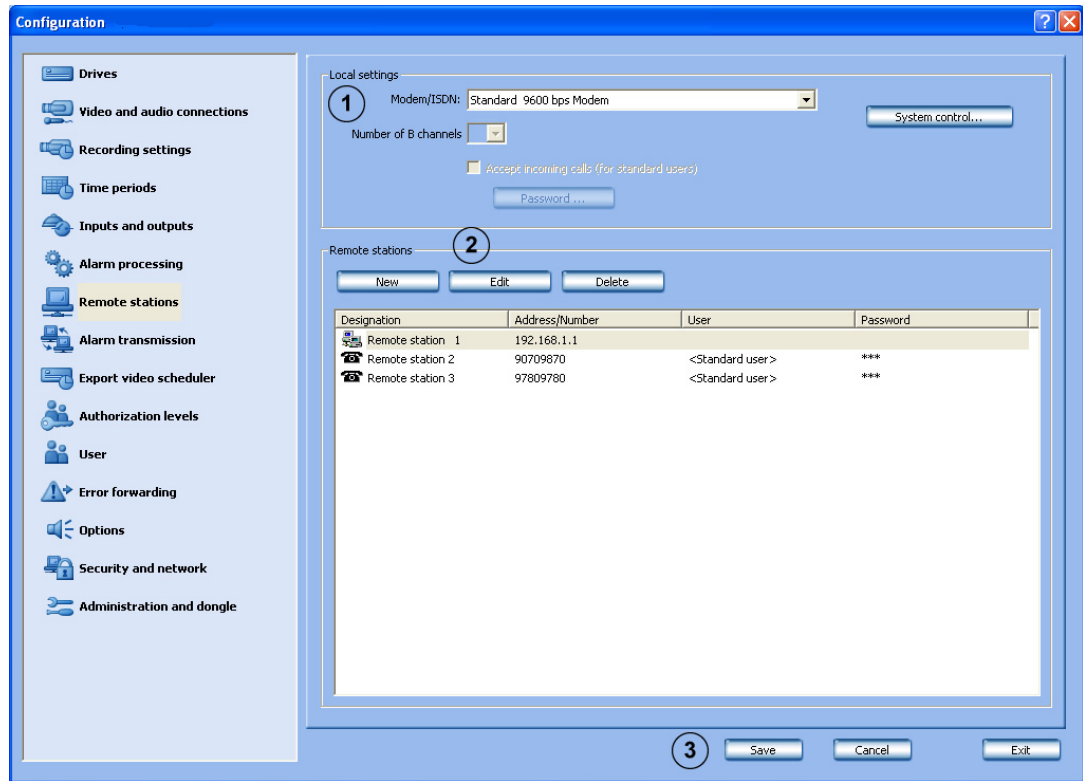 Configuration
Drives
Video and audio connections
Recording settings
Time periods
Inputs and outputs
Alarm processing
Remote stations
Alarm transmission
Export video scheduler
Authorization levels
User
Error forwarding
Options
Security and network
Administration and dongle
Local settings
1
Modem/ISDN: Standard 9600 bps Modem
System control...
Number of B channels
Accept incoming calls (for standard users)
Password ...
Remote stations
2
New Edit Delete
Designation Address/Number User Password
Remote station 1 192.168.1.1
Remote station 2 90709870 <Standard user> ***
Remote station 3 97809780 <Standard user> ***
3
Save Cancel Exit